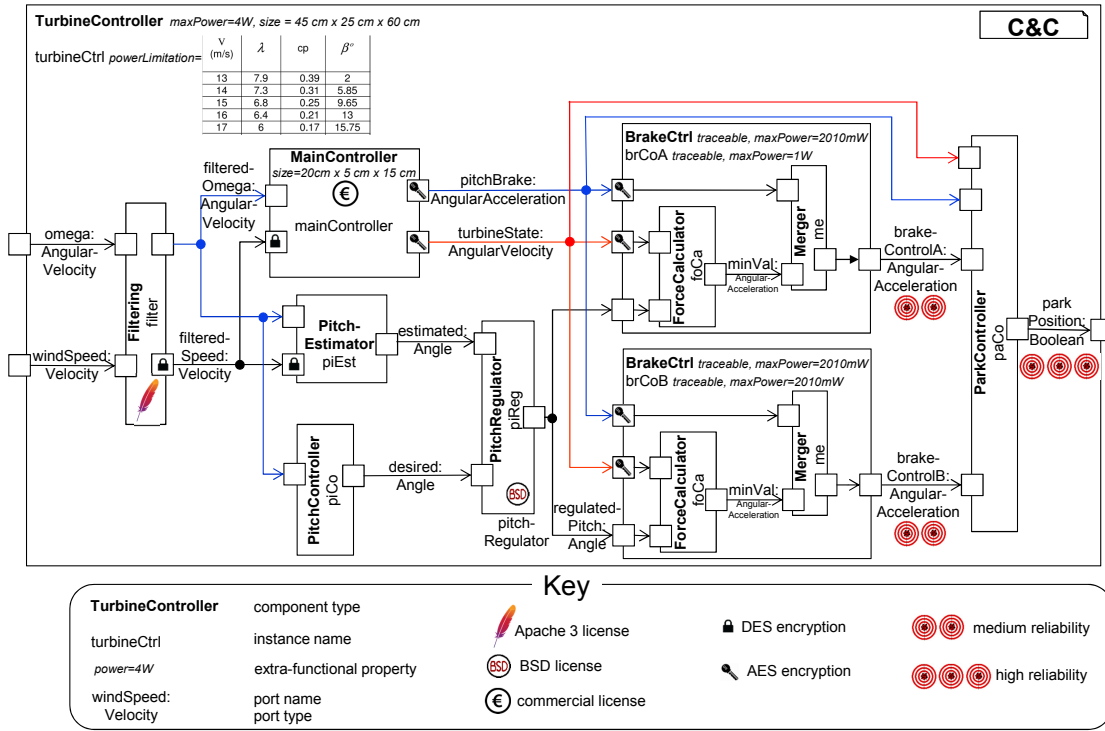 TurbineController maxPower=4W, size = 45 cm x 25 cm x 60 cm
C&C
turbineCtrl powerLimitation=
V (m/s) λ cp β°
13 7.9 0.39 2
14 7.3 0.31 5.85
15 6.8 0.25 9.65
16 6.4 0.21 13
17 6 0.17 15.75
omega:
Angular-
Velocity
windSpeed:
Velocity
Filtering
filter
filtered-
Omega:
Angular-
Velocity
filtered-
Speed:
Velocity
MainController
size=20cm x 5 cm x 15 cm
€
mainController
pitchBrake:
AngularAcceleration
turbineState:
AngularVelocity
Pitch-
Estimator
piEst
estimated:
Angle
PitchController
piCo
desired:
Angle
PitchRegulator
piReg
BSD
pitch-
Regulator
regulated-
Pitch:
Angle
BrakeCtrl traceable, maxPower=2010mW
brCoA traceable, maxPower=1W
ForceCalculator
foCa
minVal:
Angular-
Acceleration
Merger
me
brake-
ControlA:
Angular-
Acceleration
BrakeCtrl traceable, maxPower=2010mW
brCoB traceable, maxPower=2010mW
ForceCalculator
foCa
minVal:
Angular-
Acceleration
Merger
me
brake-
ControlB:
Angular-
Acceleration
ParkController
paCo
park
Position:
Boolean
Key
TurbineController component type
turbineCtrl instance name
power=4W extra-functional property
windSpeed: port name
Velocity port type
Apache 3 license
BSD BSD license
€ commercial license
DES encryption
AES encryption
medium reliability
high reliability